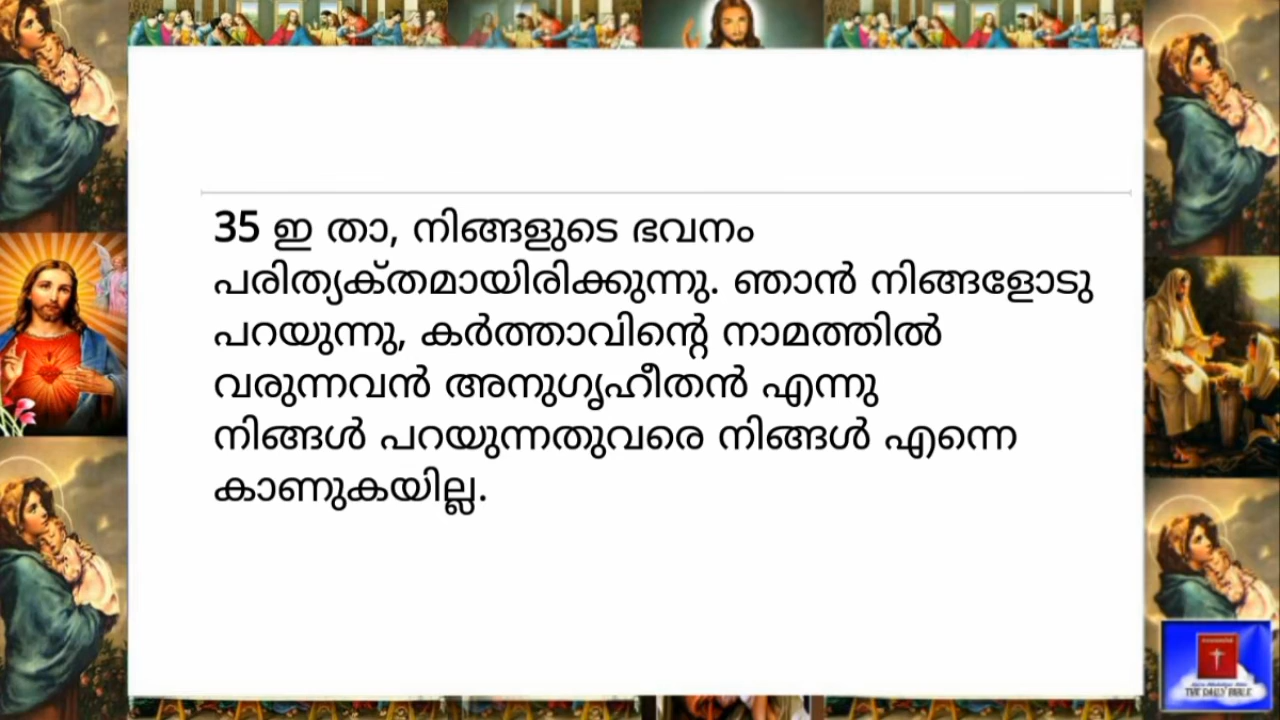 35 ഇ താ, നിങ്ങളുടെ ഭവനം
പരിത്യക്‌തമായിരിക്കുന്നു. ഞാൻ നിങ്ങളോടു
പറയുന്നു, കർത്താവിന്റെ നാമത്തിൽ
വരുന്നവൻ അനുഗൃഹീതൻ എന്നു
നിങ്ങൾ പറയുന്നതുവരെ നിങ്ങൾ എന്നെ
കാണുകയില്ല.
THE DAILY BIBLE